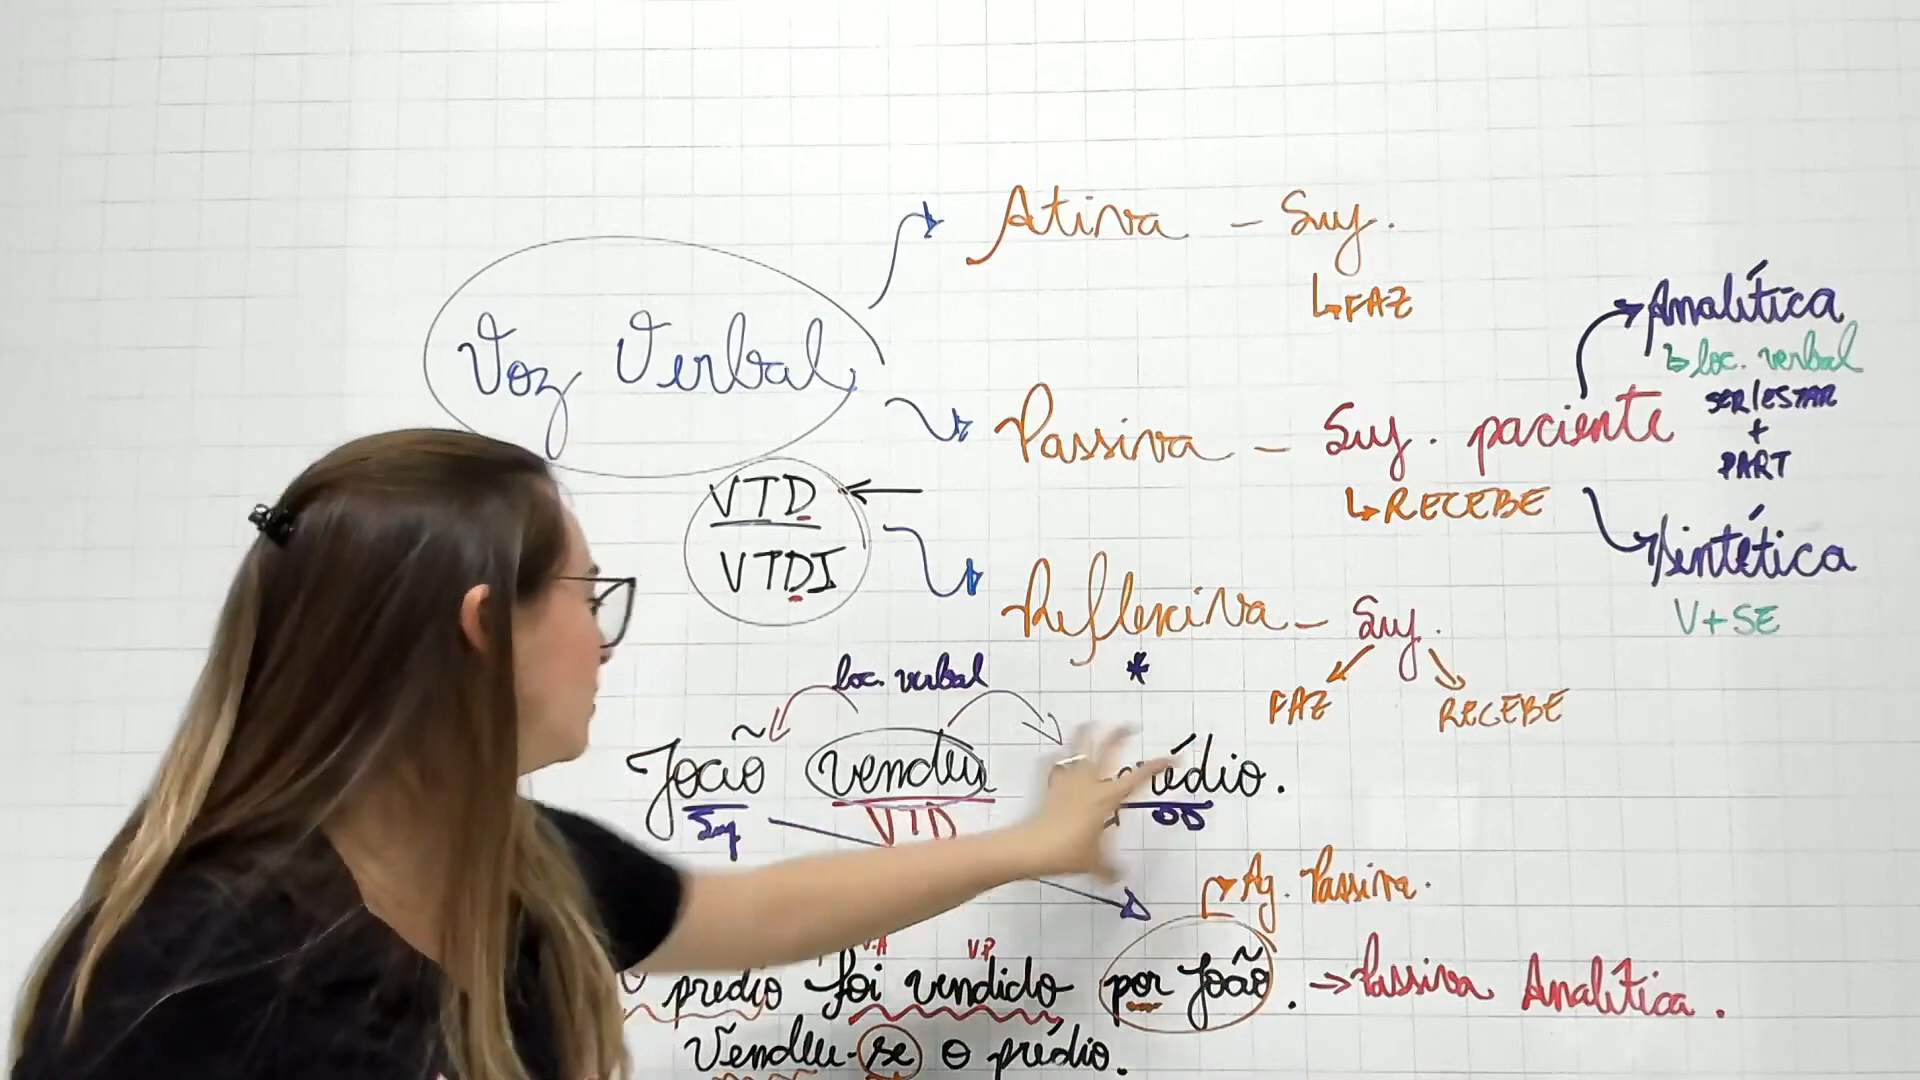 Voz Verbal
Ativa - Suj.
↳FAZ
Passiva - Suj. paciente
↳RECEBE
Analítica
↳ loc. verbal
SER/ESTAR
+
PART
Sintética
V+SE
VTD
VTDI
Reflexiva - Suj.
*
FAZ RECEBE
loc. verbal
João vendeu prédio.
Suj VTD OD
Ag. Passiva.
V.A V.P
predio foi vendido por João. → Passiva Analítica.
Vendeu-se o prédio.